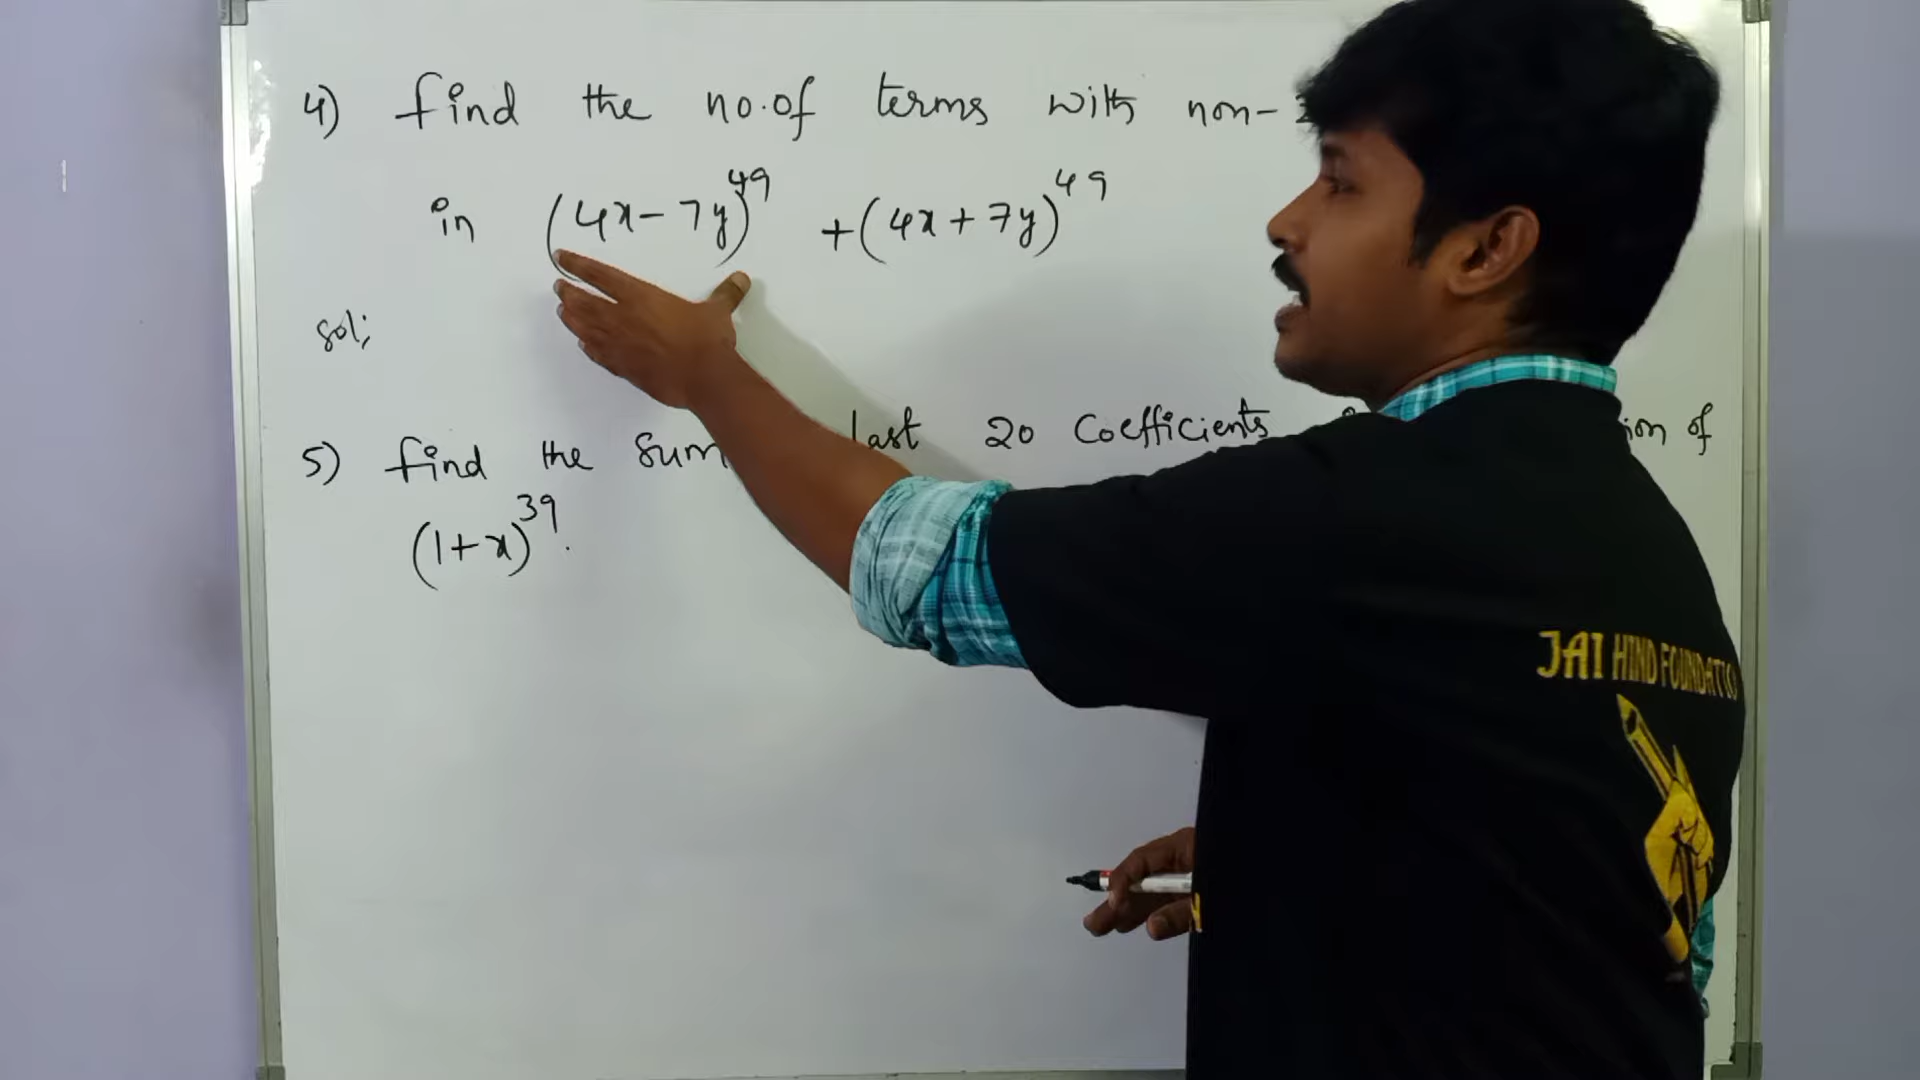 4) find the no.of terms with non-
in (4x-7y)^49 +(4x+7y)^49
sol;
5) find the sum last 20 Coefficients of
(1+x)^39.
JAI HIND FOUNDATIO